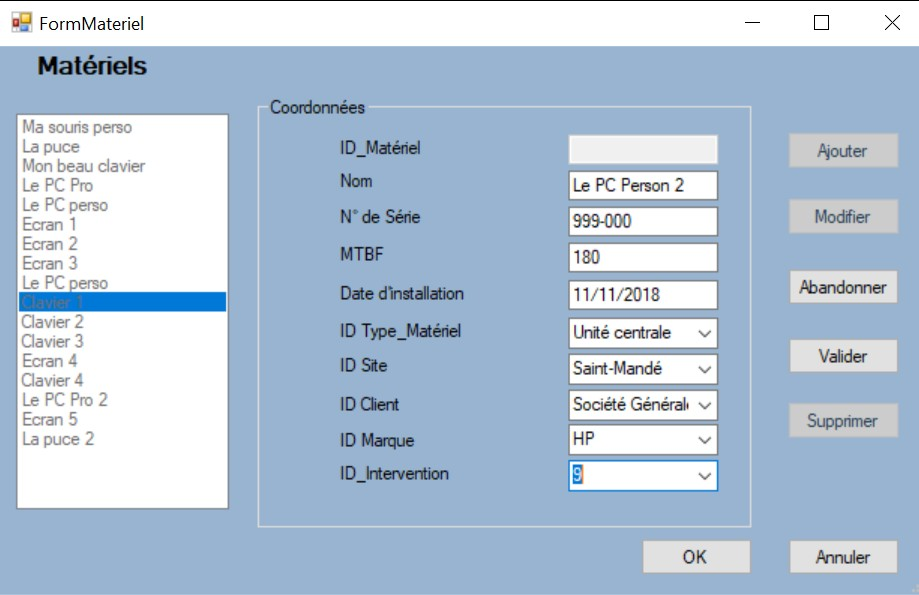 FormMateriel
Matériels
Ma souris perso
La puce
Mon beau clavier
Le PC Pro
Le PC perso
Ecran 1
Ecran 2
Ecran 3
Le PC perso
Clavier 1
Clavier 2
Clavier 3
Ecran 4
Clavier 4
Le PC Pro 2
Ecran 5
La puce 2
Coordonnées
ID_Matériel
Nom Le PC Person 2
N° de Série 999-000
MTBF 180
Date d'installation 11/11/2018
ID Type_Matériel Unité centrale
ID Site Saint-Mandé
ID Client Société Générale
ID Marque HP
ID_Intervention 9
Ajouter
Modifier
Abandonner
Valider
Supprimer
OK
Annuler